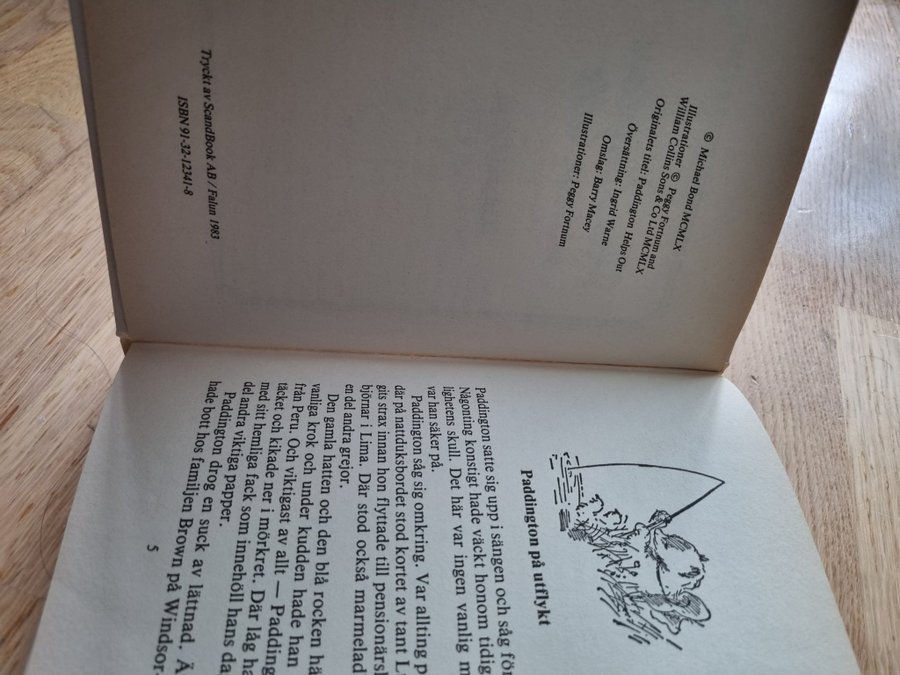 © Michael Bond MCMLX
Illustrationer © Peggy Fortnum and
William Collins Sons & Co Ltd MCMLX
Originalets titel: Paddington Helps Out
Översättning: Ingrid Warne
Omslag: Barry Macey
Illustrationer: Peggy Fortnum
Tryckt av ScandBook AB / Falun 1983
ISBN 91-32-12341-8
Paddington på utflykt
Paddington satte sig upp i sängen och såg
Någonting konstigt hade väckt honom
lighetens skull. Det här var ingen vanlig
var han säker på.
Paddington såg sig omkring. Var allting
där på nattduksbordet stod kortet av tant
gits strax innan hon flyttade till
björnar i Lima. Där stod också
en del andra grejor.
Den gamla hatten och den blå rocken
vanliga krok och under kudden hade han
från Peru. Och viktigast av allt —
täcket och kikade ner i mörkret. Där låg
med sitt hemliga fack som innehöll hans
del andra viktiga papper.
Paddington drog en suck av lättnad.
hade bott hos familjen Brown på Windsor
5